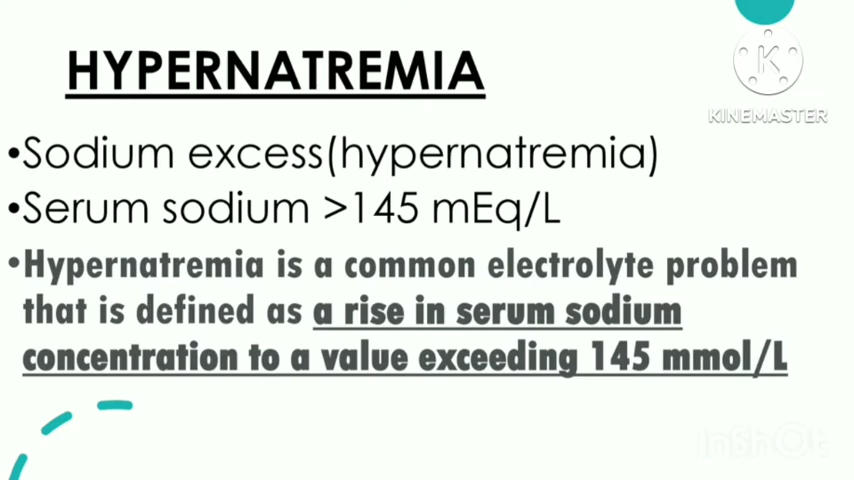 HYPERNATREMIA
K
KINEMASTER
•Sodium excess(hypernatremia)
•Serum sodium >145 mEq/L
•Hypernatremia is a common electrolyte problem
that is defined as a rise in serum sodium
concentration to a value exceeding 145 mmol/L
InShOt